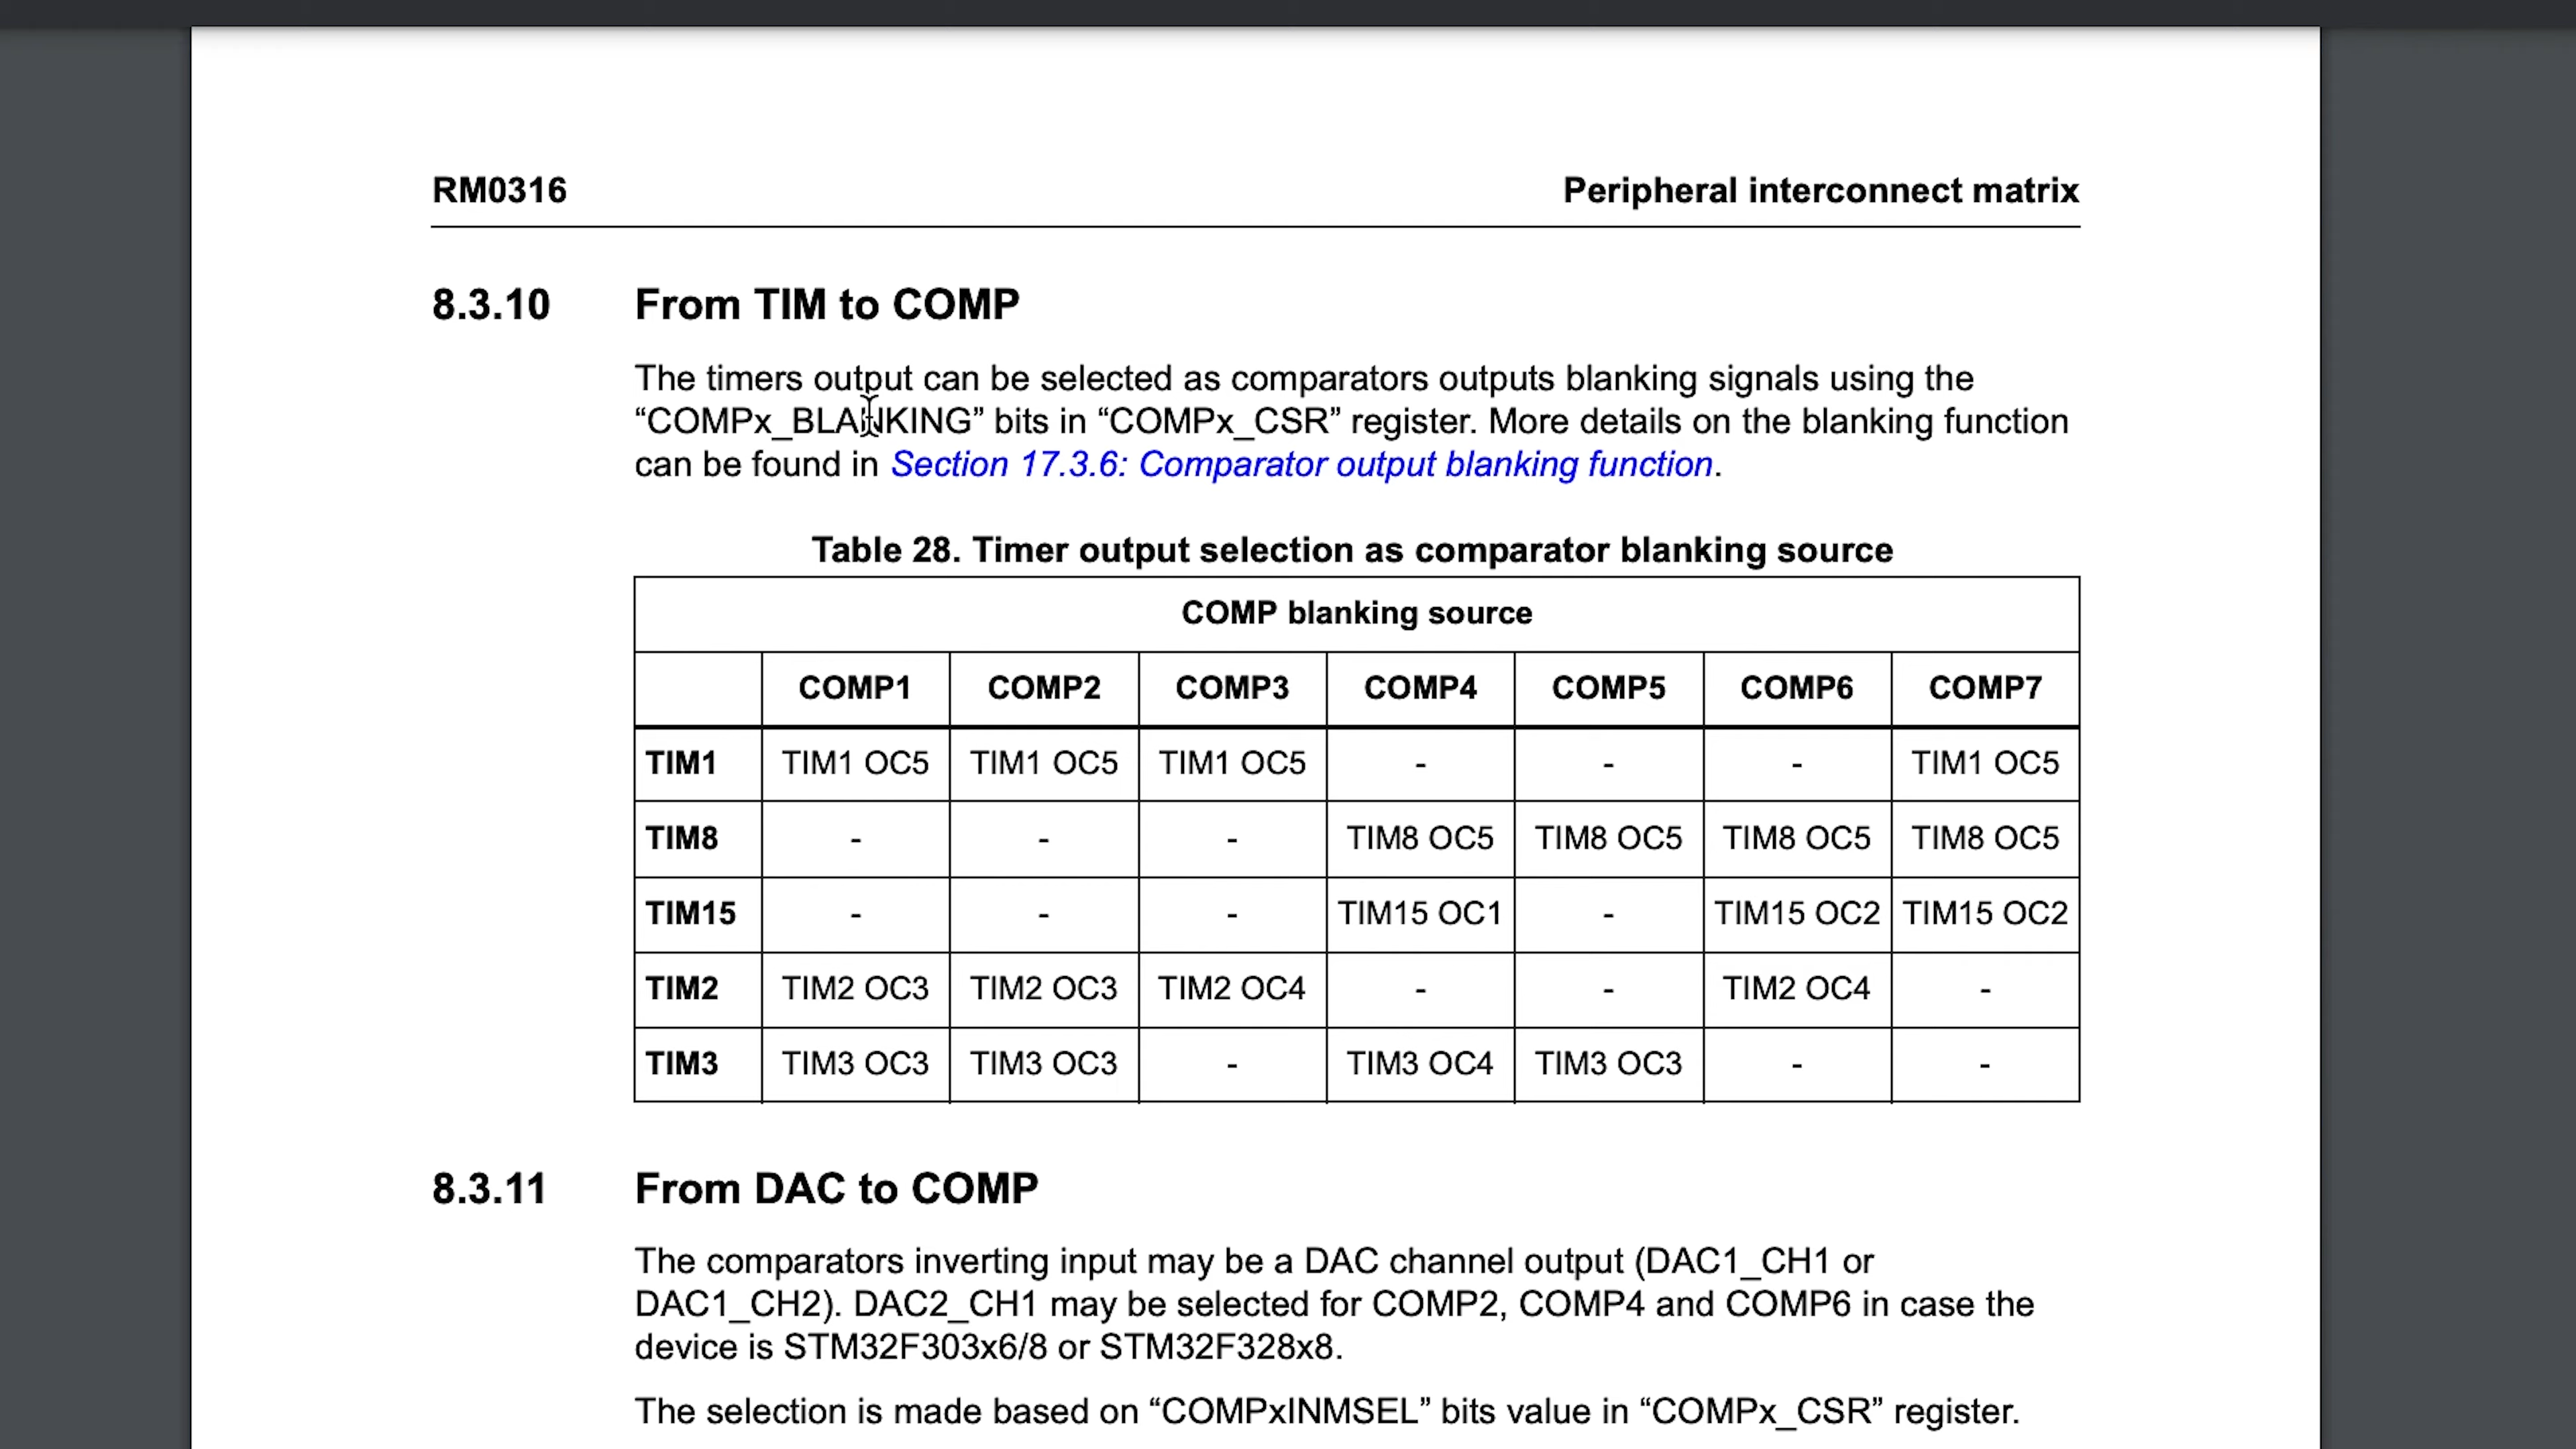 RM0316 Peripheral interconnect matrix
8.3.10 From TIM to COMP
The timers output can be selected as comparators outputs blanking signals using the
“COMPx_BLANKING” bits in “COMPx_CSR” register. More details on the blanking function
can be found in Section 17.3.6: Comparator output blanking function.
Table 28. Timer output selection as comparator blanking source
COMP blanking source
COMP1 COMP2 COMP3 COMP4 COMP5 COMP6 COMP7
TIM1 TIM1 OC5 TIM1 OC5 TIM1 OC5 - - - TIM1 OC5
TIM8 - - - TIM8 OC5 TIM8 OC5 TIM8 OC5 TIM8 OC5
TIM15 - - - TIM15 OC1 - TIM15 OC2 TIM15 OC2
TIM2 TIM2 OC3 TIM2 OC3 TIM2 OC4 - - TIM2 OC4 -
TIM3 TIM3 OC3 TIM3 OC3 - TIM3 OC4 TIM3 OC3 - -
8.3.11 From DAC to COMP
The comparators inverting input may be a DAC channel output (DAC1_CH1 or
DAC1_CH2). DAC2_CH1 may be selected for COMP2, COMP4 and COMP6 in case the
device is STM32F303x6/8 or STM32F328x8.
The selection is made based on “COMPxINMSEL” bits value in “COMPx_CSR” register.